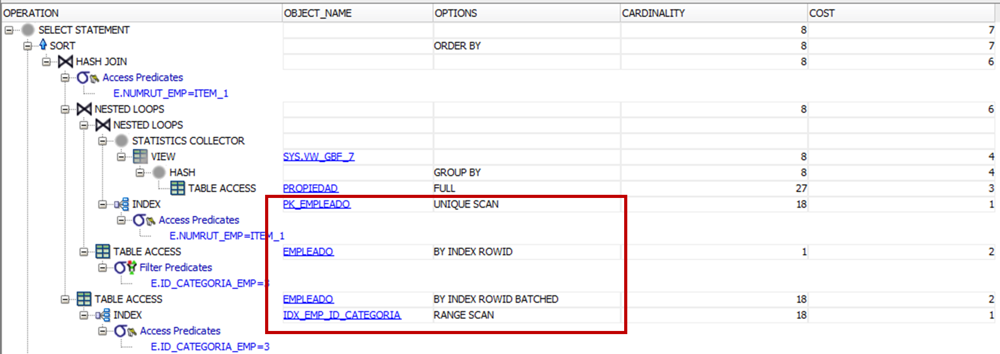 OPERATION OBJECT_NAME OPTIONS CARDINALITY COST
SELECT STATEMENT 8 7
SORT ORDER BY 8 7
HASH JOIN 8 6
Access Predicates
E.NUMRUT_EMP=ITEM_1
NESTED LOOPS 8 6
NESTED LOOPS
STATISTICS COLLECTOR
VIEW SYS.VW_GBF_7 8 4
HASH GROUP BY 8 4
TABLE ACCESS PROPIEDAD FULL 27 3
INDEX PK_EMPLEADO UNIQUE SCAN 18 1
Access Predicates
E.NUMRUT_EMP=ITEM_1
TABLE ACCESS EMPLEADO BY INDEX ROWID 1 2
Filter Predicates
E.ID_CATEGORIA_EMP=3
TABLE ACCESS EMPLEADO BY INDEX ROWID BATCHED 18 2
INDEX IDX_EMP_ID_CATEGORIA RANGE SCAN 18 1
Access Predicates
E.ID_CATEGORIA_EMP=3